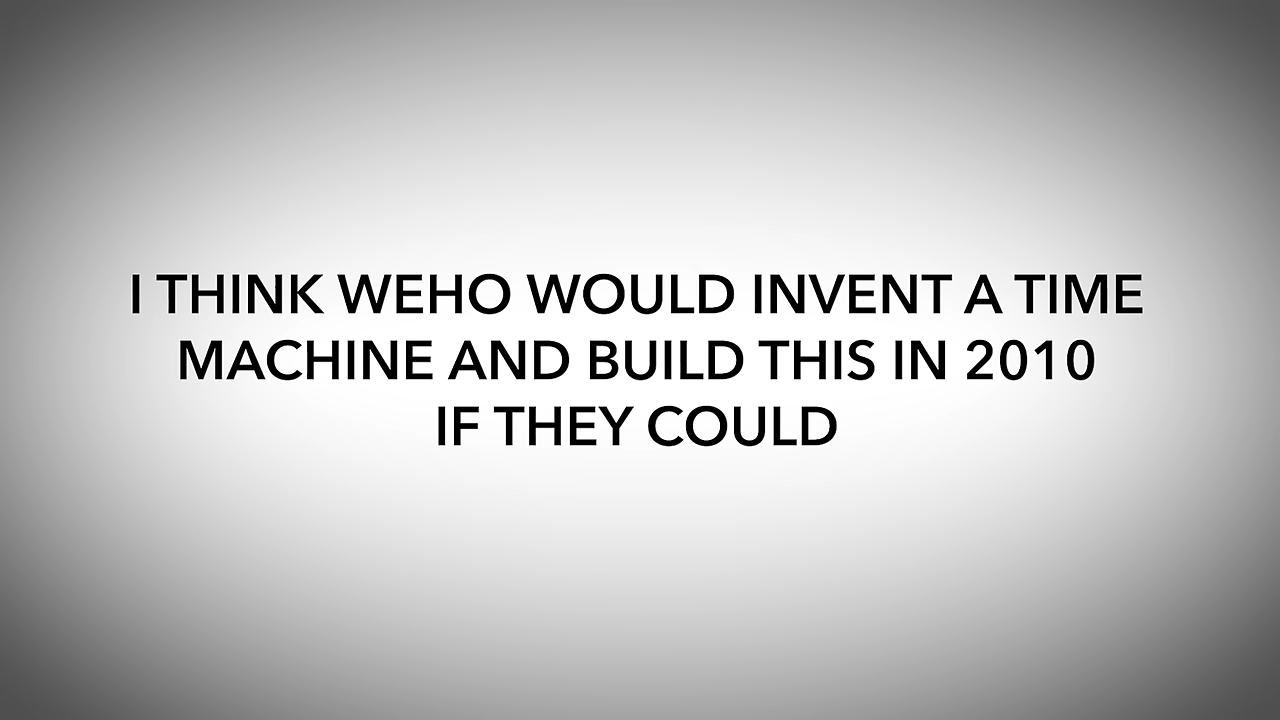 I THINK WEHO WOULD INVENT A TIME
MACHINE AND BUILD THIS IN 2010
IF THEY COULD